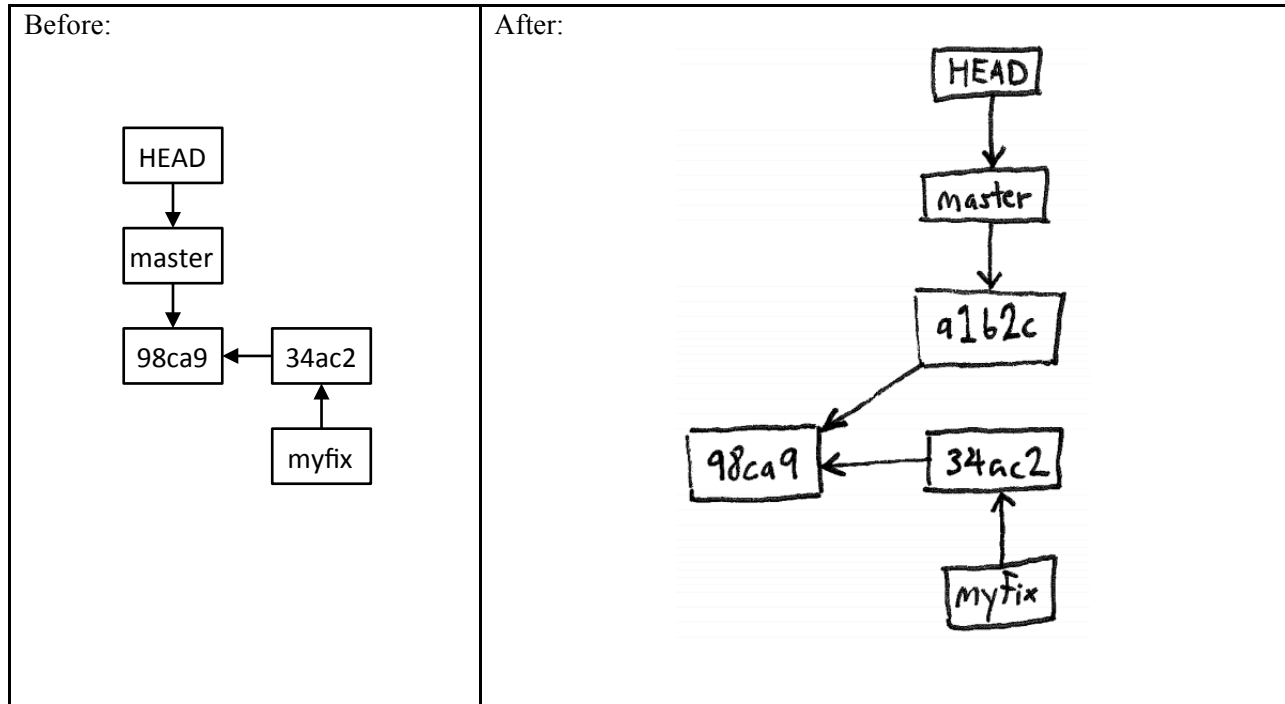 Before:
HEAD
master
98ca9
34ac2
myfix
After:
HEAD
master
a1b2c
98ca9
34ac2
myfix